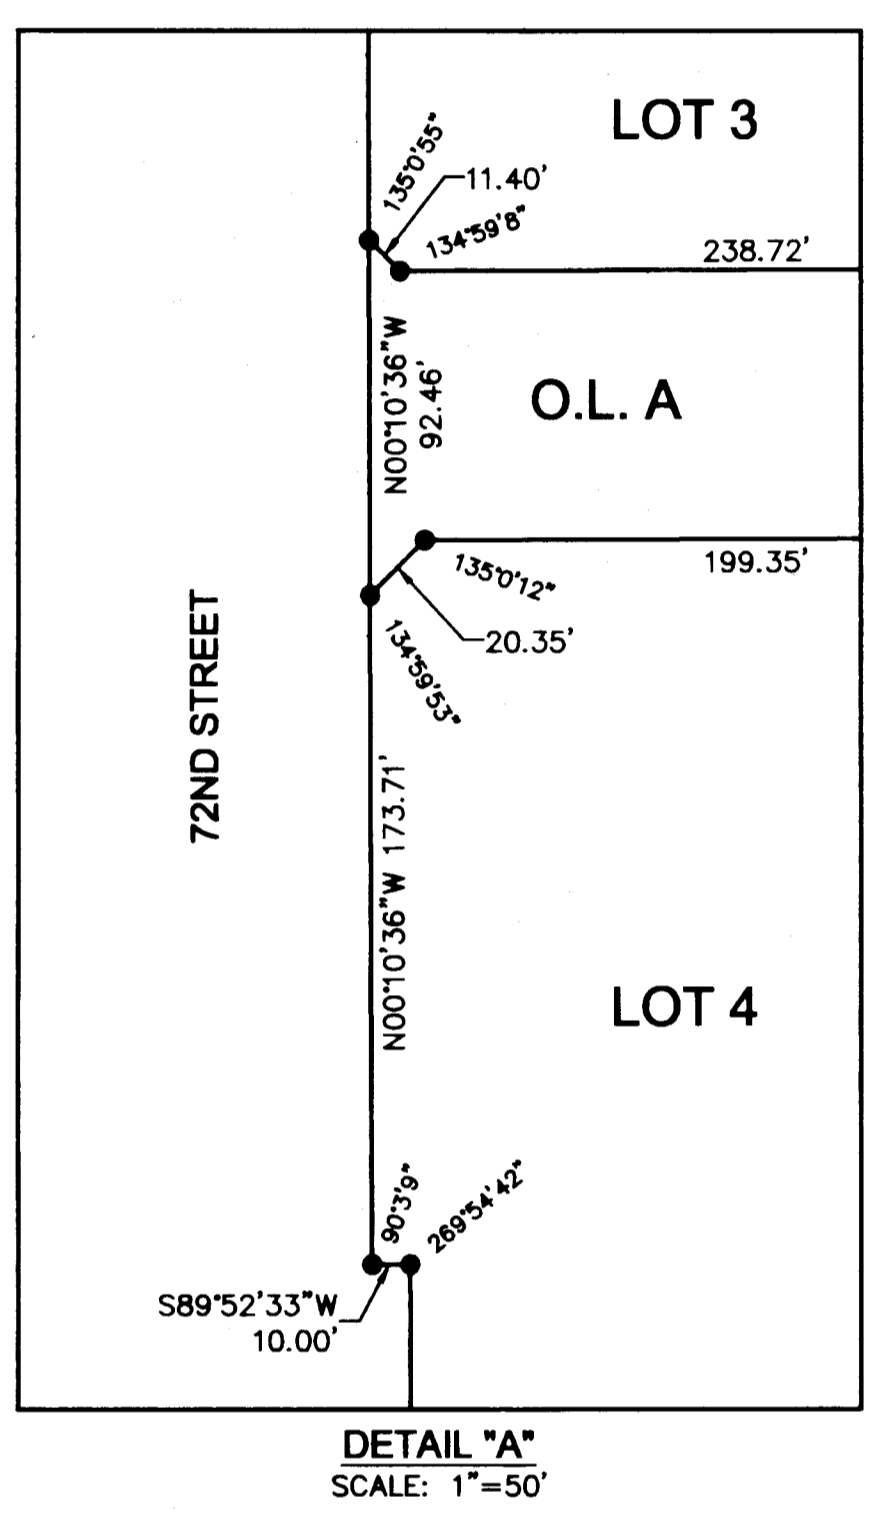 LOT 3
135°0'55"
11.40'
134°59'8"
238.72'
N00°10'36"W
92.46'
O.L. A
199.35'
135°0'12"
20.35'
134°59'53"
72ND STREET
N00°10'36"W 173.71'
LOT 4
90°3'9"
269°54'42"
S89°52'33"W
10.00'
DETAIL "A"
SCALE: 1"=50'